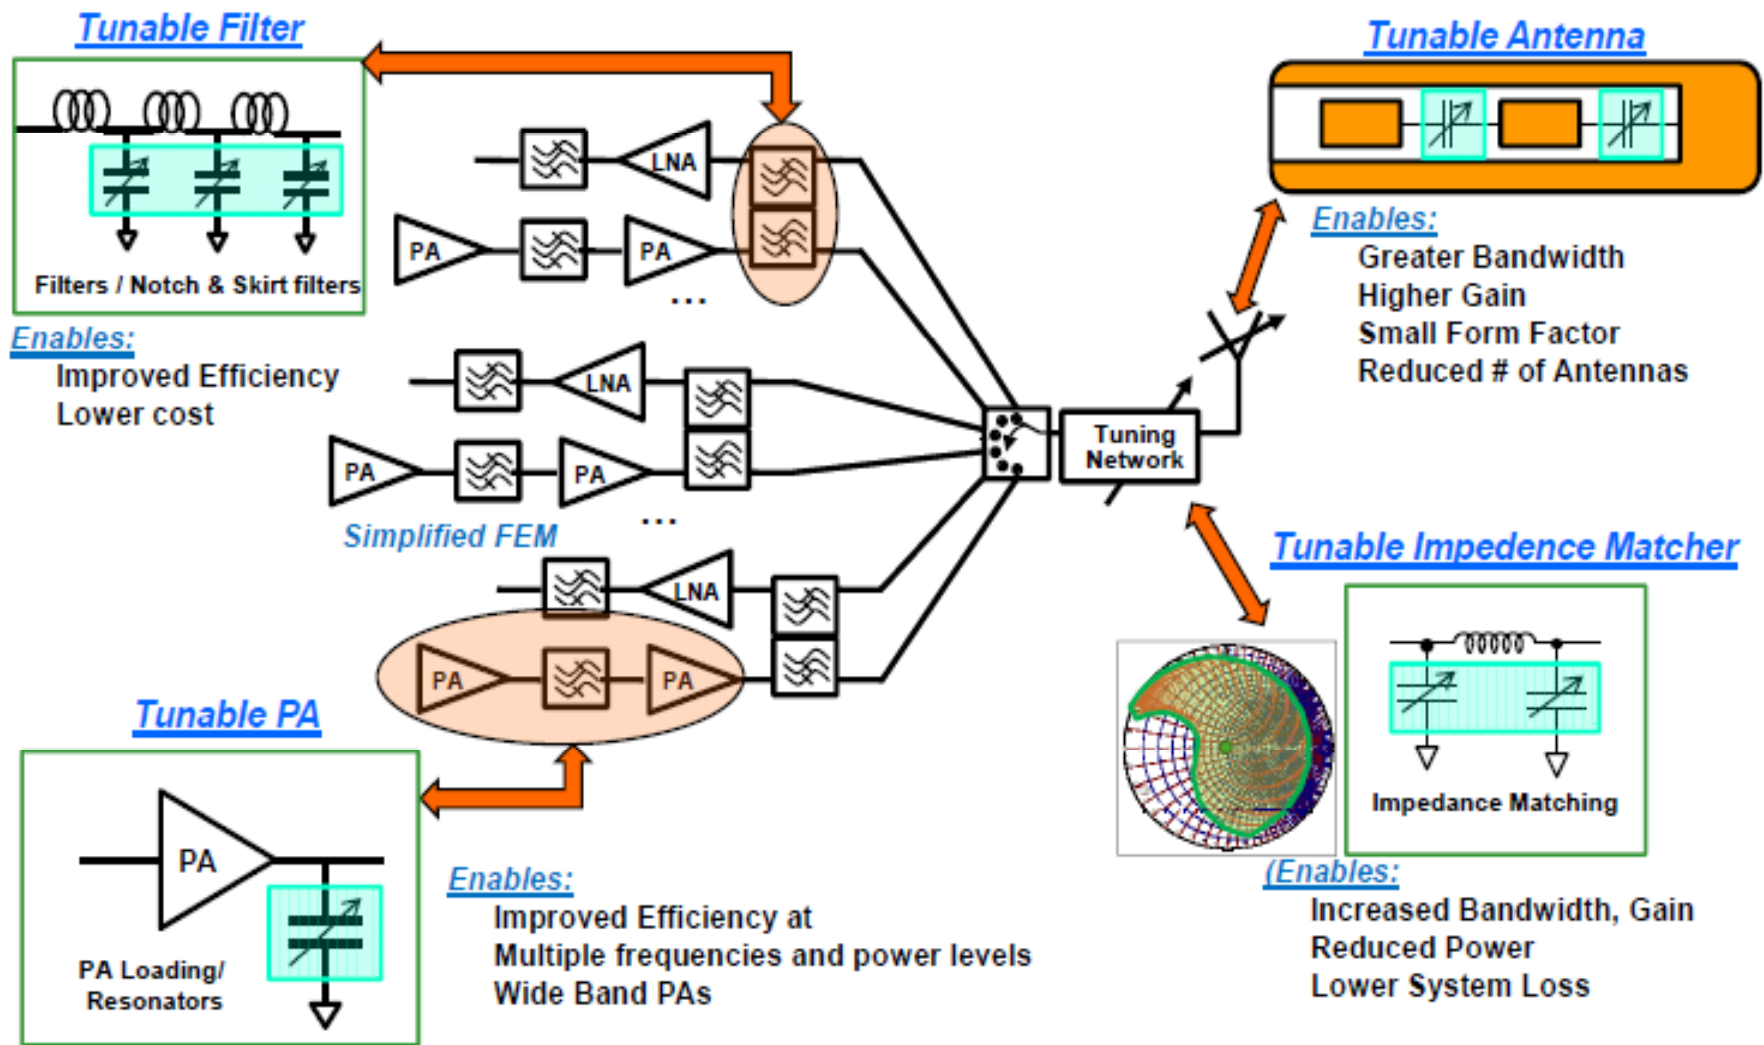 Tunable Filter
Filters / Notch & Skirt filters
Enables:
Improved Efficiency
Lower cost
LNA
PA
PA
...
LNA
PA
PA
...
Simplified FEM
LNA
PA
PA
Tuning
Network
Tunable Antenna
Enables:
Greater Bandwidth
Higher Gain
Small Form Factor
Reduced # of Antennas
Tunable Impedence Matcher
Impedance Matching
(Enables:
Increased Bandwidth, Gain
Reduced Power
Lower System Loss
Tunable PA
PA
PA Loading/
Resonators
Enables:
Improved Efficiency at
Multiple frequencies and power levels
Wide Band PAs